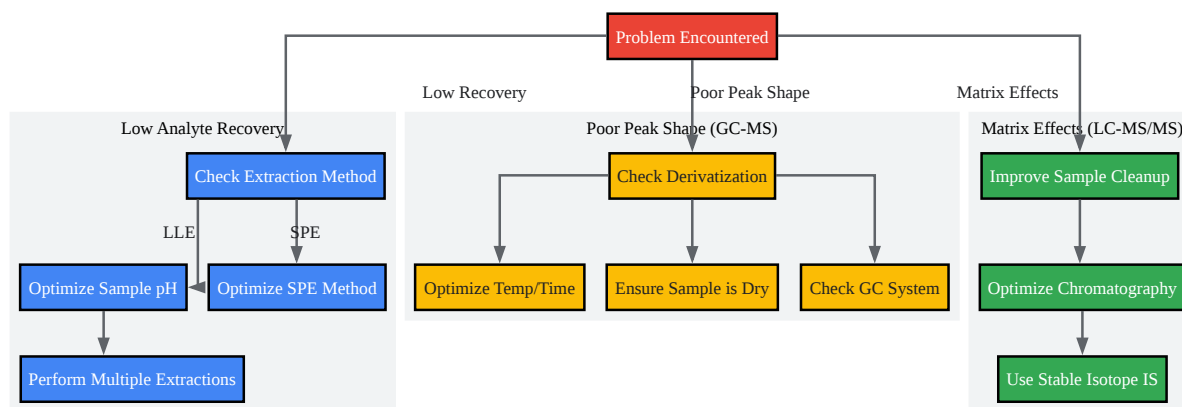 Problem Encountered
Low Recovery
Poor Peak Shape
Matrix Effects
Low Analyte Recovery
Poor Peak Shape (GC-MS)
Matrix Effects (LC-MS/MS)
Check Extraction Method
Check Derivatization
Improve Sample Cleanup
LLE
SPE
Optimize Sample pH
Optimize SPE Method
Optimize Temp/Time
Ensure Sample is Dry
Check GC System
Optimize Chromatography
Perform Multiple Extractions
Use Stable Isotope IS